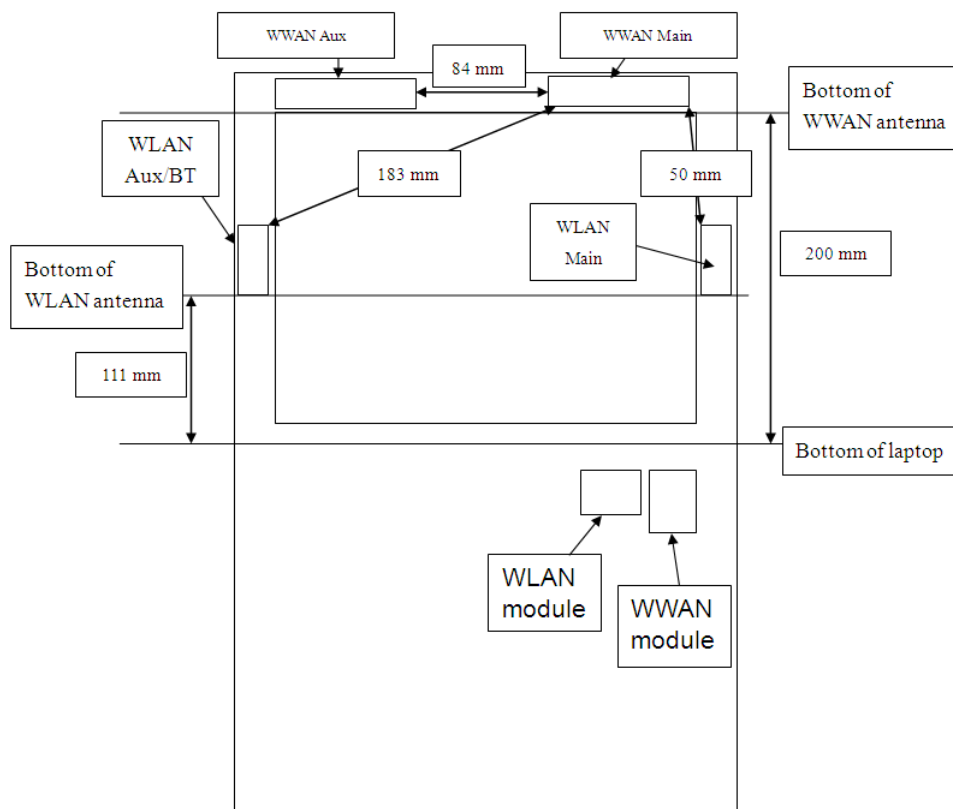 WWAN Aux
WWAN Main
84 mm
Bottom of
WWAN antenna
WLAN
Aux/BT
183 mm
50 mm
WLAN
Main
200 mm
Bottom of
WLAN antenna
111 mm
Bottom of laptop
WLAN
module
WWAN
module